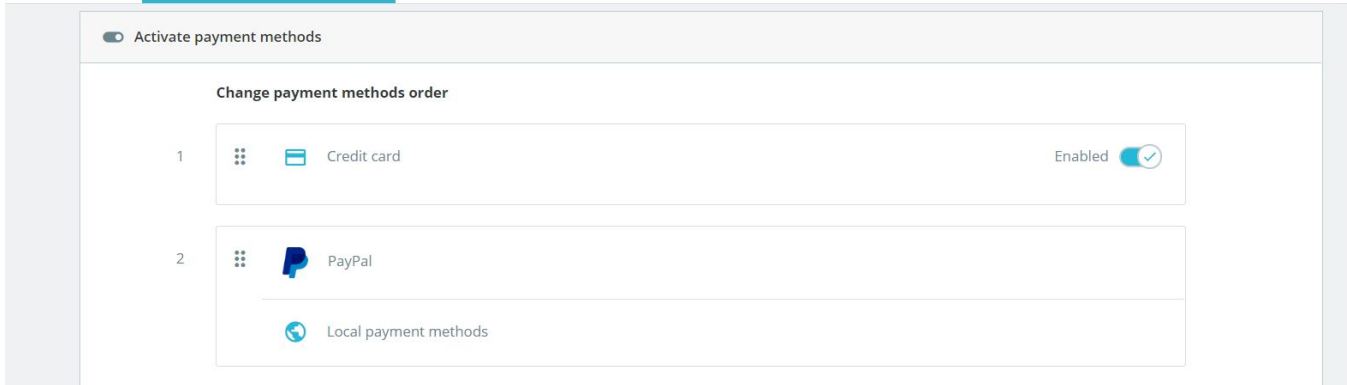 Activate payment methods
Change payment methods order
1
Credit card
Enabled
2
PayPal
Local payment methods